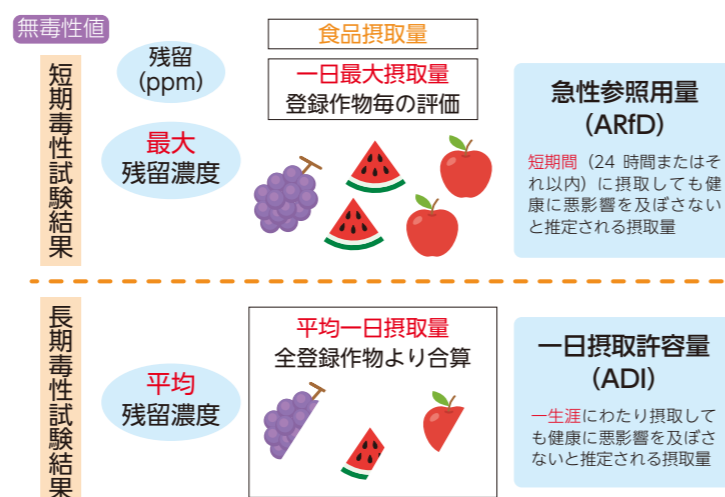 無毒性値
短期毒性試験結果
残留
(ppm)
最大
残留濃度
食品摂取量
一日最大摂取量
登録作物毎の評価
急性参照用量
(ARfD)
短期間（24 時間またはそ
れ以内）に摂取しても健
康に悪影響を及ぼさない
と推定される摂取量
長期毒性試験結果
平均
残留濃度
平均一日摂取量
全登録作物より合算
一日摂取許容量
(ADI)
一生涯にわたり摂取して
も健康に悪影響を及ぼさ
ないと推定される摂取量